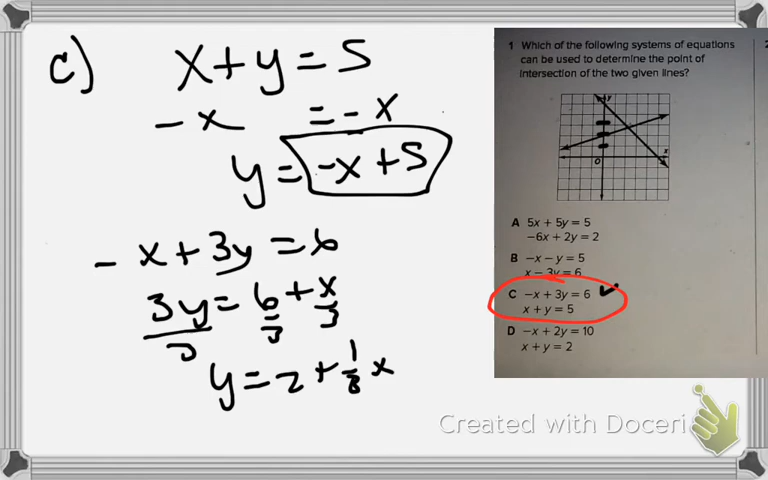 c) x+y=5
-x =-x
y=-x+5
-x+3y=6
3y/3=6/3+x/3
y=2+1/3x
1 Which of the following systems of equations
can be used to determine the point of
intersection of the two given lines?
y
x
O
A 5x + 5y = 5
-6x + 2y = 2
B -x - y = 5
x - 3y = 6
C -x + 3y = 6
x + y = 5
D -x + 2y = 10
x + y = 2
Created with Doceri